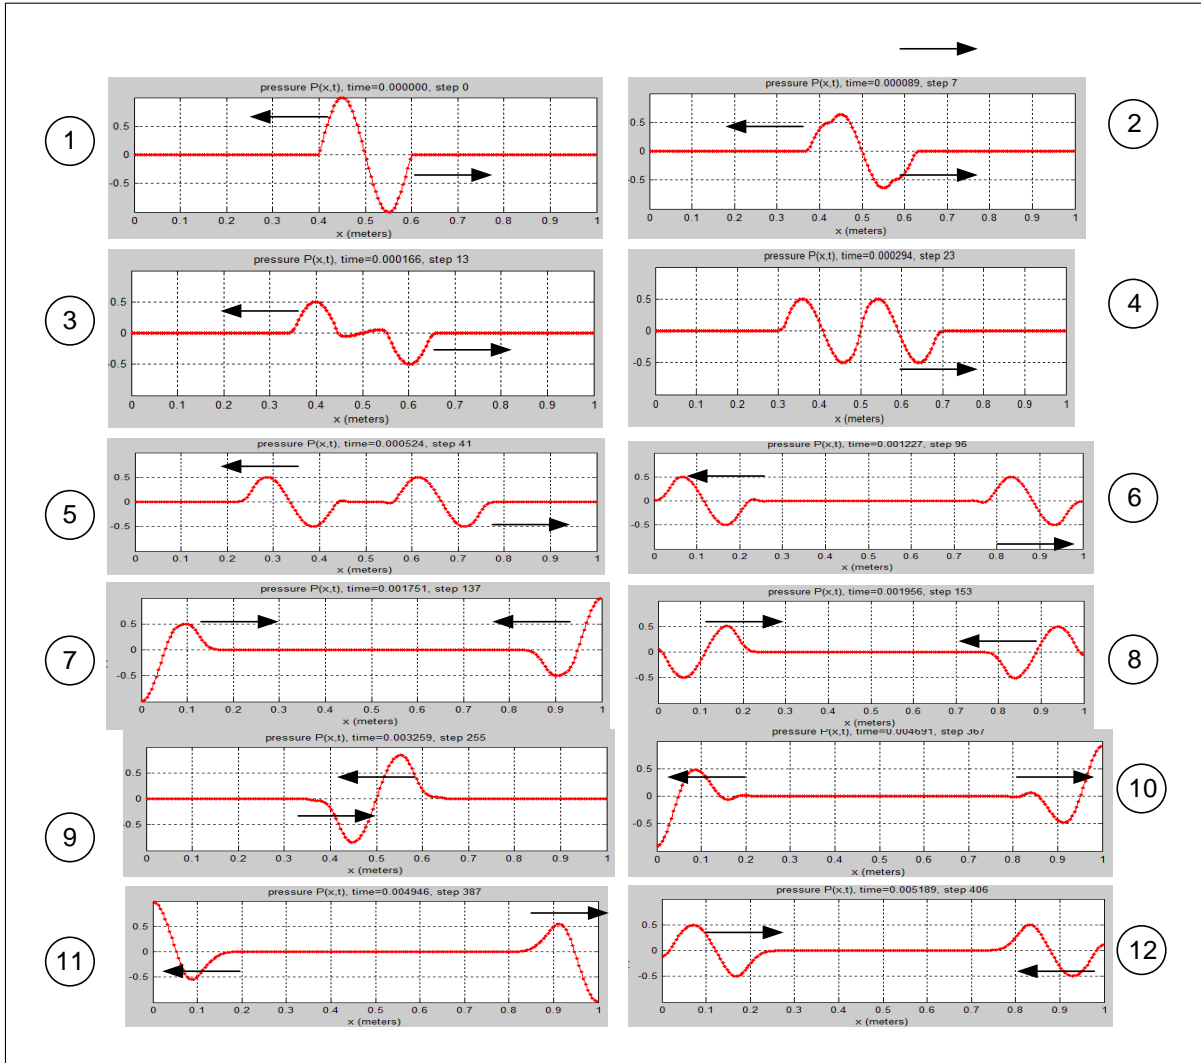 pressure P(x,t), time=0.000000, step 0
0.5
0
-0.5
0 0.1 0.2 0.3 0.4 0.5 0.6 0.7 0.8 0.9 1
x (meters)
1
pressure P(x,t), time=0.000089, step 7
0.5
0
-0.5
0 0.1 0.2 0.3 0.4 0.5 0.6 0.7 0.8 0.9 1
x (meters)
2
pressure P(x,t), time=0.000166, step 13
0.5
0
-0.5
0 0.1 0.2 0.3 0.4 0.5 0.6 0.7 0.8 0.9 1
x (meters)
3
pressure P(x,t), time=0.000294, step 23
0.5
0
-0.5
0 0.1 0.2 0.3 0.4 0.5 0.6 0.7 0.8 0.9 1
x (meters)
4
pressure P(x,t), time=0.000524, step 41
0.5
0
-0.5
0 0.1 0.2 0.3 0.4 0.5 0.6 0.7 0.8 0.9 1
x (meters)
5
pressure P(x,t), time=0.001227, step 96
0.5
0
-0.5
0 0.1 0.2 0.3 0.4 0.5 0.6 0.7 0.8 0.9 1
x (meters)
6
pressure P(x,t), time=0.001751, step 137
0.5
0
-0.5
0 0.1 0.2 0.3 0.4 0.5 0.6 0.7 0.8 0.9 1
x (meters)
7
pressure P(x,t), time=0.001956, step 153
0.5
0
-0.5
0 0.1 0.2 0.3 0.4 0.5 0.6 0.7 0.8 0.9 1
x (meters)
8
pressure P(x,t), time=0.003259, step 255
0.5
0
-0.5
0 0.1 0.2 0.3 0.4 0.5 0.6 0.7 0.8 0.9 1
x (meters)
9
pressure P(x,t), time=0.004691, step 367
0.5
0
-0.5
0 0.1 0.2 0.3 0.4 0.5 0.6 0.7 0.8 0.9 1
x (meters)
10
pressure P(x,t), time=0.004946, step 387
0.5
0
-0.5
0 0.1 0.2 0.3 0.4 0.5 0.6 0.7 0.8 0.9 1
x (meters)
11
pressure P(x,t), time=0.005189, step 406
0.5
0
-0.5
0 0.1 0.2 0.3 0.4 0.5 0.6 0.7 0.8 0.9 1
x (meters)
12